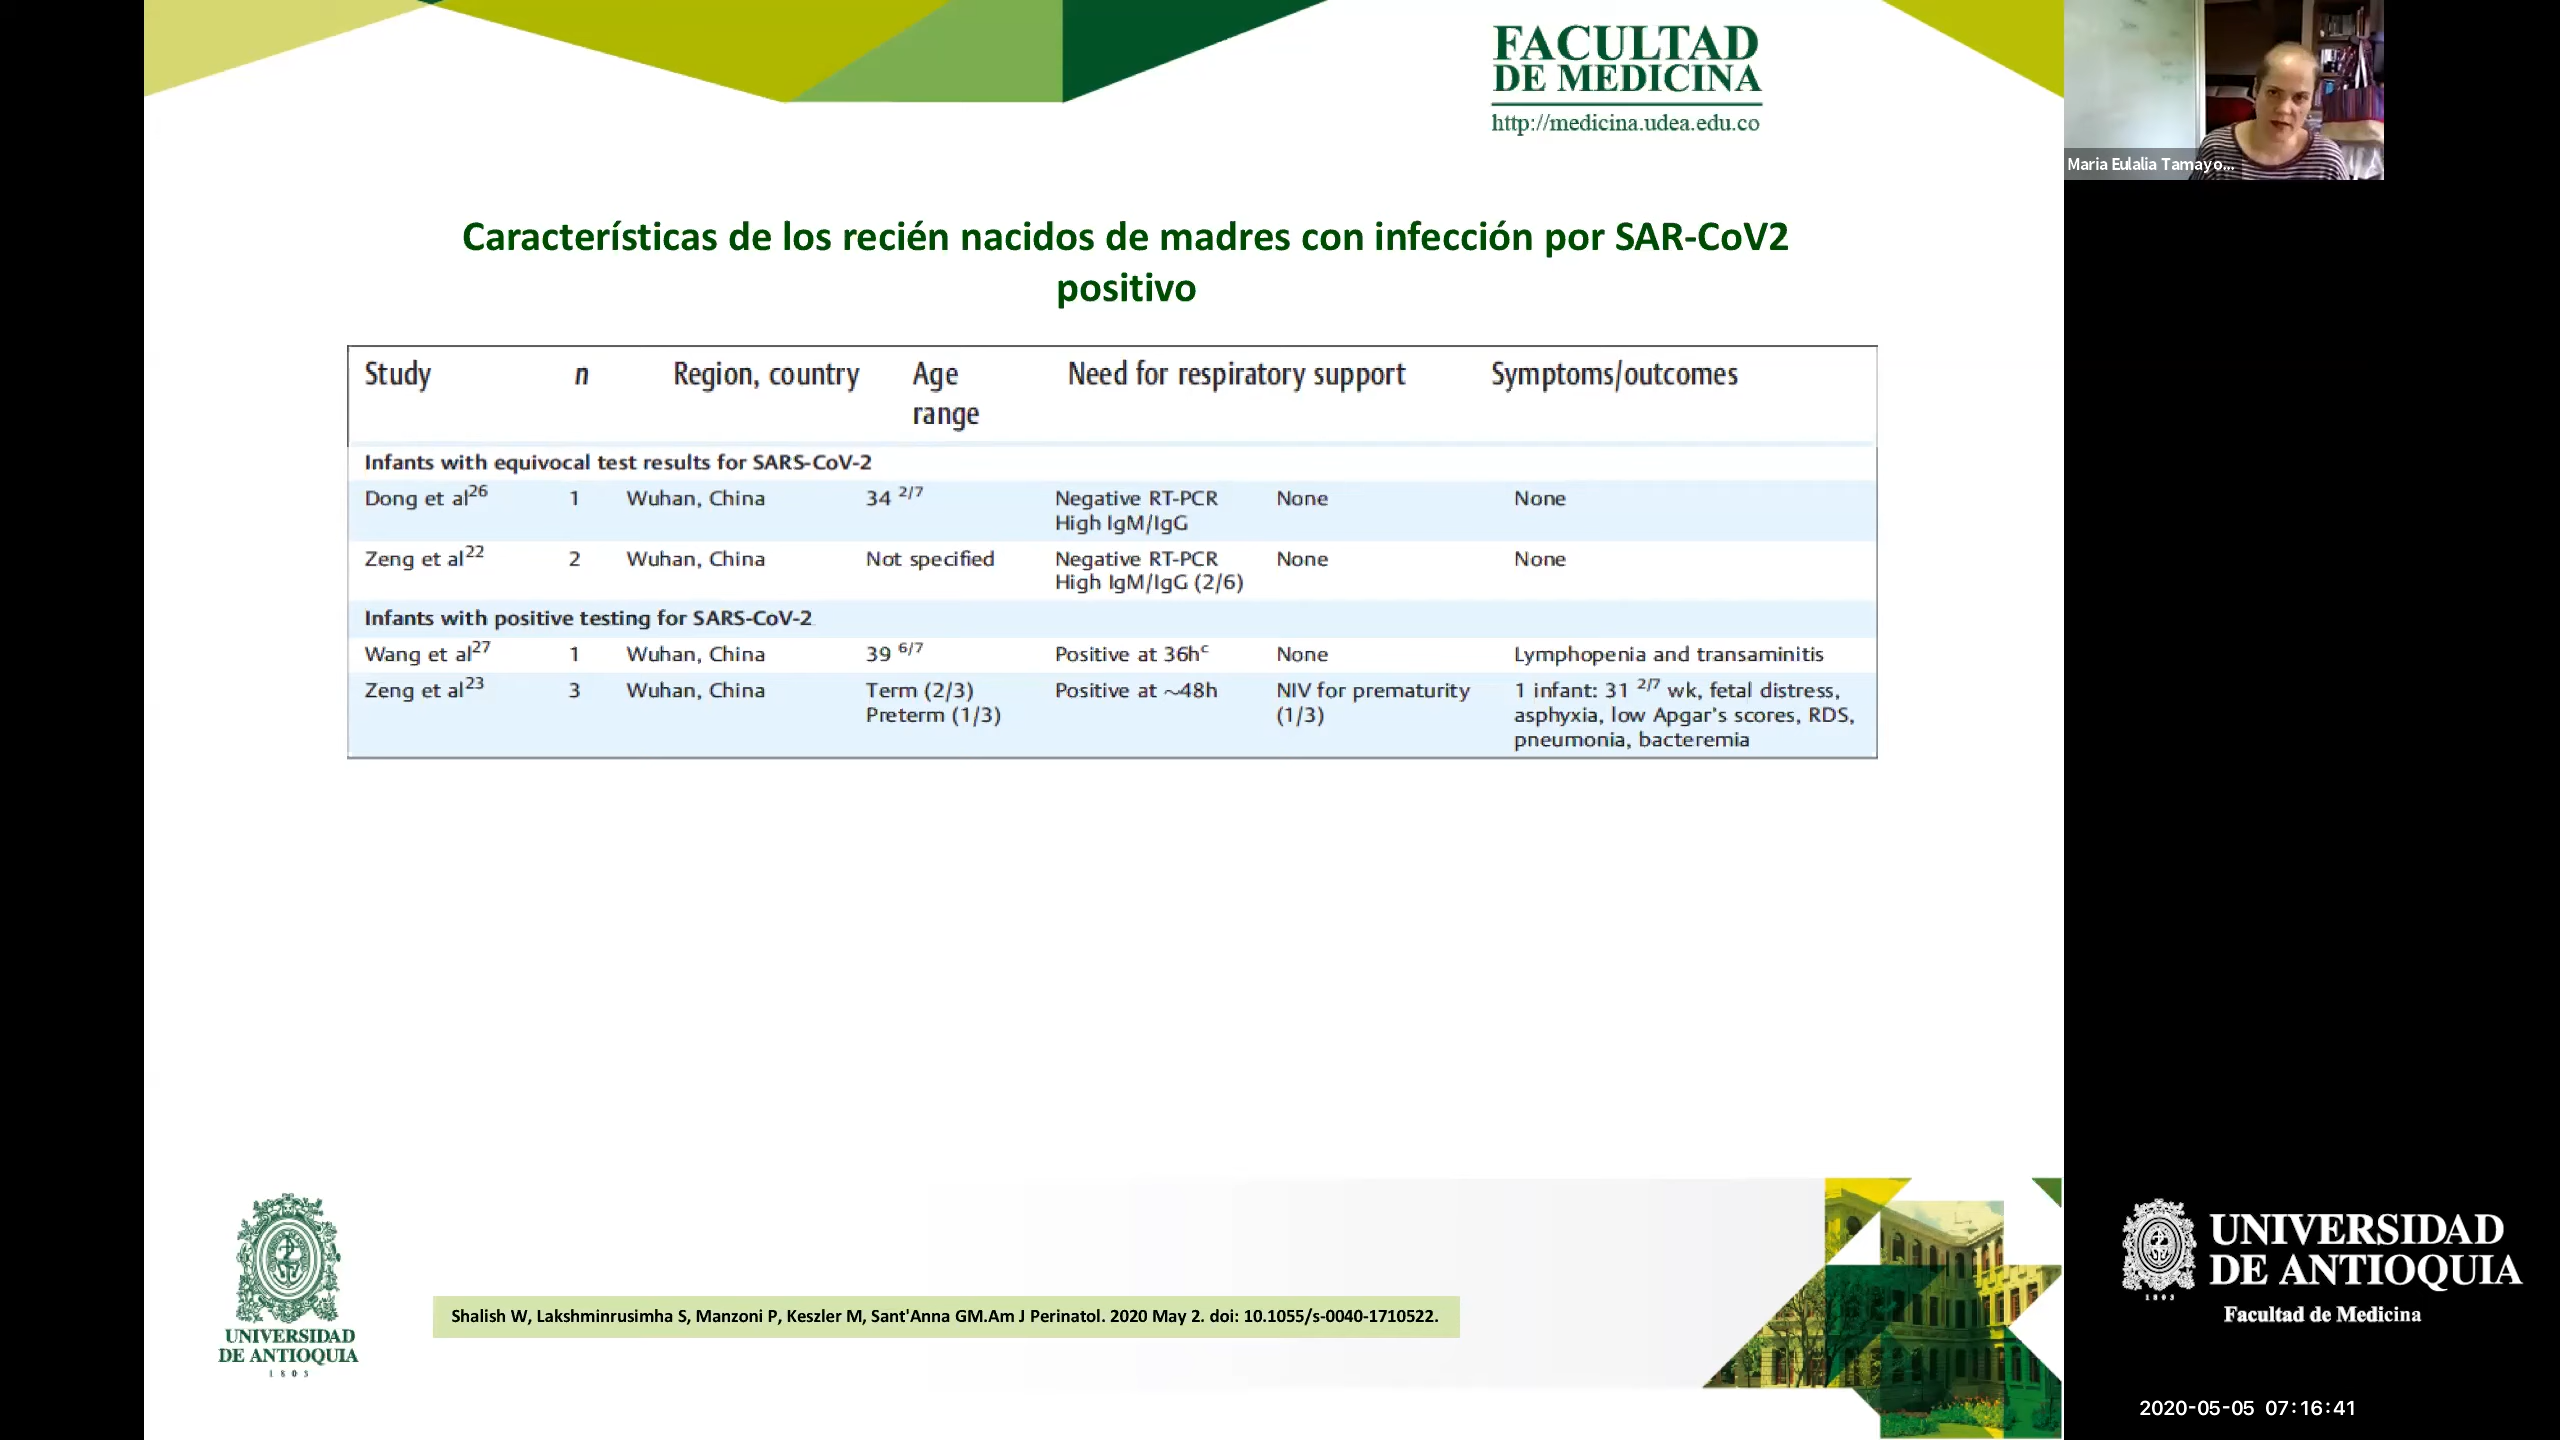 FACULTAD
DE MEDICINA
http://medicina.udea.edu.co
Maria Eulalia Tamayo...
Características de los recién nacidos de madres con infección por SAR-CoV2
positivo
Study n Region, country Age range Need for respiratory support Symptoms/outcomes
Infants with equivocal test results for SARS-CoV-2
Dong et al26 1 Wuhan, China 34 2/7 Negative RT-PCR High IgM/IgG None None
Zeng et al22 2 Wuhan, China Not specified Negative RT-PCR High IgM/IgG (2/6) None None
Infants with positive testing for SARS-CoV-2
Wang et al27 1 Wuhan, China 39 6/7 Positive at 36hc None Lymphopenia and transaminitis
Zeng et al23 3 Wuhan, China Term (2/3) Preterm (1/3) Positive at ~48h NIV for prematurity (1/3) 1 infant: 31 2/7 wk, fetal distress, asphyxia, low Apgar's scores, RDS, pneumonia, bacteremia
UNIVERSIDAD
DE ANTIOQUIA
1803
Shalish W, Lakshminrusimha S, Manzoni P, Keszler M, Sant'Anna GM.Am J Perinatol. 2020 May 2. doi: 10.1055/s-0040-1710522.
UNIVERSIDAD
DE ANTIOQUIA
1803
Facultad de Medicina
2020-05-05 07:16:41